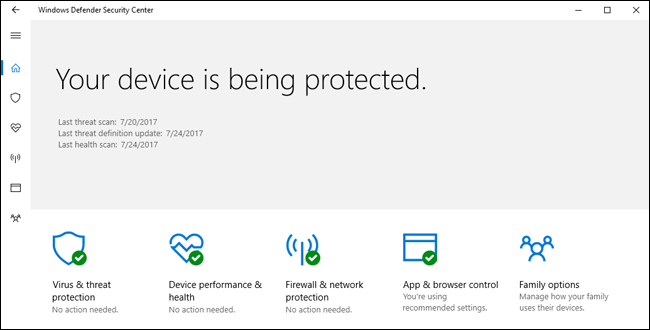 Windows Defender Security Center
Your device is being protected.
Last threat scan: 7/20/2017
Last threat definition update: 7/24/2017
Last health scan: 7/24/2017
Virus & threat
protection
No action needed.
Device performance &
health
No action needed.
Firewall & network
protection
No action needed.
App & browser control
You're using
recommended settings.
Family options
Manage how your family
uses their devices.